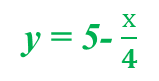 y = 5- x/4